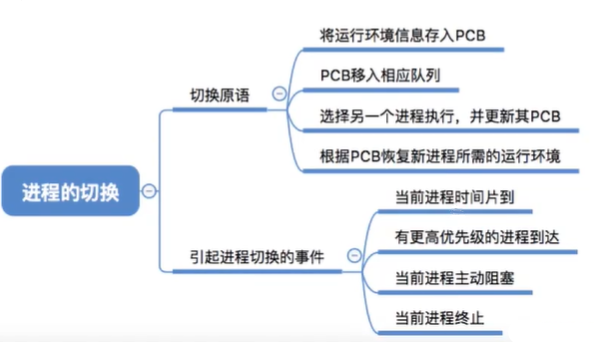 将运行环境信息存入PCB
PCB移入相应队列
切换原语
选择另一个进程执行，并更新其PCB
根据PCB恢复新进程所需的运行环境
进程的切换
当前进程时间片到
有更高优先级的进程到达
引起进程切换的事件
当前进程主动阻塞
当前进程终止